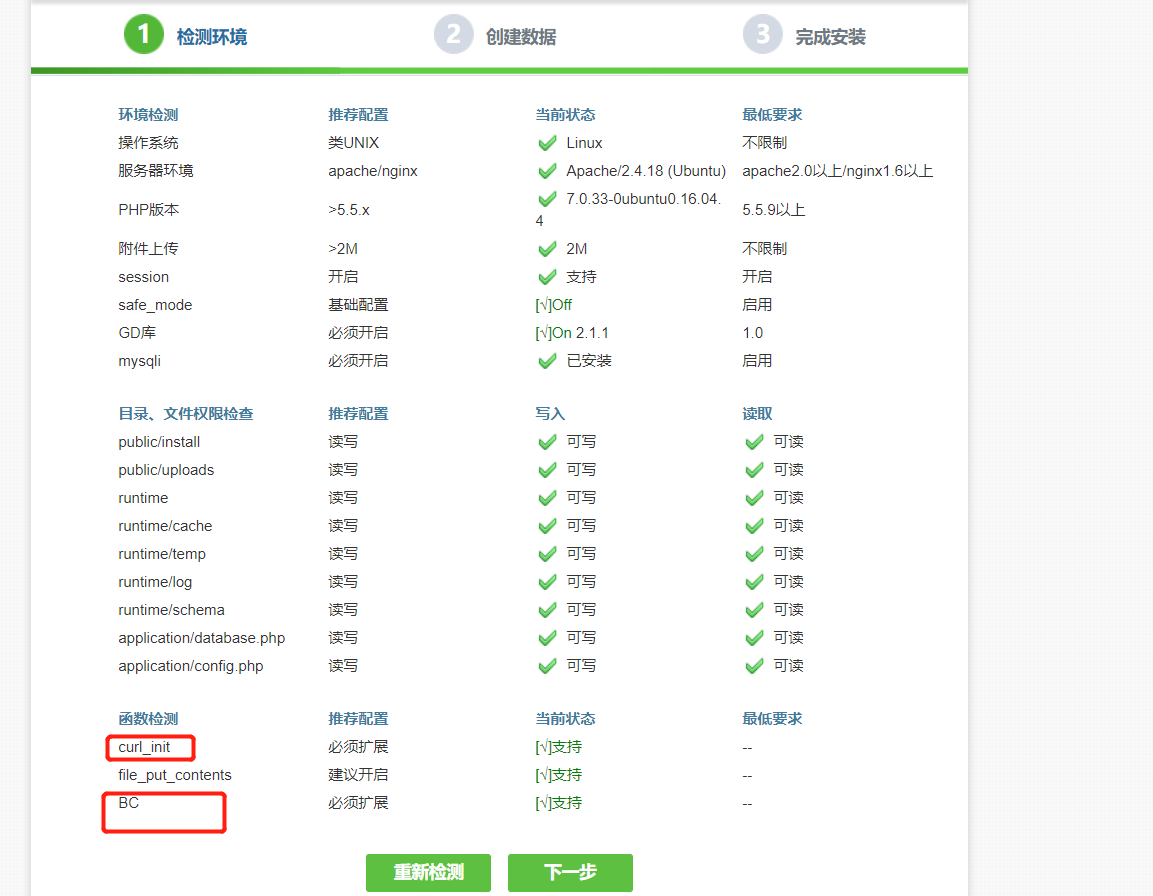 1 检测环境 2 创建数据 3 完成安装
环境检测 推荐配置 当前状态 最低要求
操作系统 类UNIX Linux 不限制
服务器环境 apache/nginx Apache/2.4.18 (Ubuntu) apache2.0以上/nginx1.6以上
PHP版本 >5.5.x 7.0.33-0ubuntu0.16.04.4 5.5.9以上
附件上传 >2M 2M 不限制
session 开启 支持 开启
safe_mode 基础配置 [√]Off 启用
GD库 必须开启 [√]On 2.1.1 1.0
mysqli 必须开启 已安装 启用
目录、文件权限检查 推荐配置 写入 读取
public/install 读写 可写 可读
public/uploads 读写 可写 可读
runtime 读写 可写 可读
runtime/cache 读写 可写 可读
runtime/temp 读写 可写 可读
runtime/log 读写 可写 可读
runtime/schema 读写 可写 可读
application/database.php 读写 可写 可读
application/config.php 读写 可写 可读
函数检测 推荐配置 当前状态 最低要求
curl_init 必须扩展 [√]支持 --
file_put_contents 建议开启 [√]支持 --
BC 必须扩展 [√]支持 --
重新检测 下一步